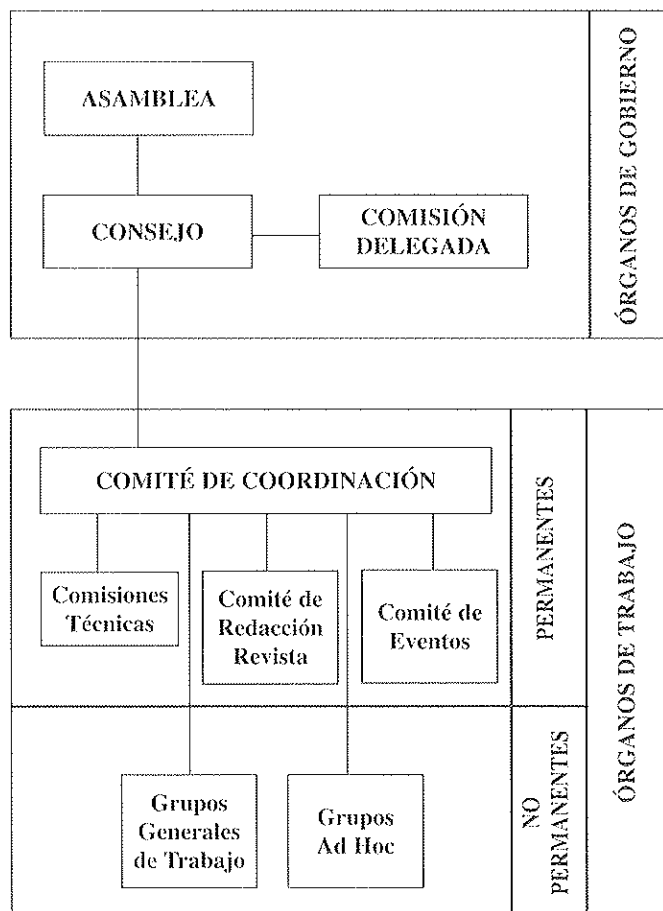 ASAMBLEA
CONSEJO
COMISIÓN
DELEGADA
ÓRGANOS DE GOBIERNO
COMITÉ DE COORDINACIÓN
Comisiones
Técnicas
Comité de
Redacción
Revista
Comité de
Eventos
PERMANENTES
Grupos
Generales
de Trabajo
Grupos
Ad Hoc
NO
PERMANENTES
ÓRGANOS DE TRABAJO